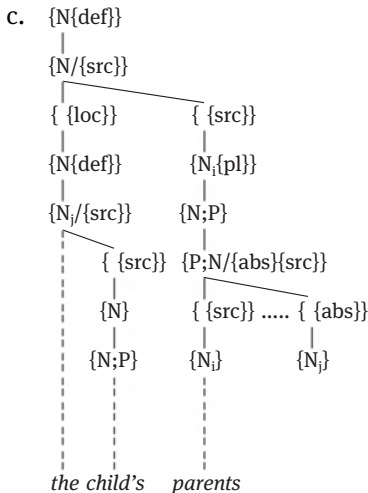 c. {N{def}}
{N/{src}}
{ {loc}} { {src}}
{N{def}} {Nᵢ{pl}}
{Nⱼ/{src}} {N;P}
{ {src}} {P;N/{abs}{src}}
{N} { {src}} ..... { {abs}}
{N;P} {Nᵢ} {Nⱼ}
the child's parents